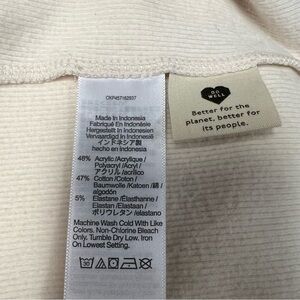 CKP457162937
Made In Indonesia
Fabriqué En Indonésie
Hergestellt in Indonesien
Vervaardigd in Indonesië
インドネシア製
hecho en Indonesia
48% Acrylic/Acrylique/
Polyacryl /Acryl /
アクリル /acrílico
47% Cotton /Coton /
Baumwolle /Katoen /綿 /
algodón
5% Elastane /Elasthanne /
Elastan /Elastaan /
ポリウレタン /elastano
Machine Wash Cold With Like
Colors. Non-Chlorine Bleach
Only. Tumble Dry Low. Iron
On Lowest Setting.
30
DO
WELL
Better for the
planet, better for
its people.